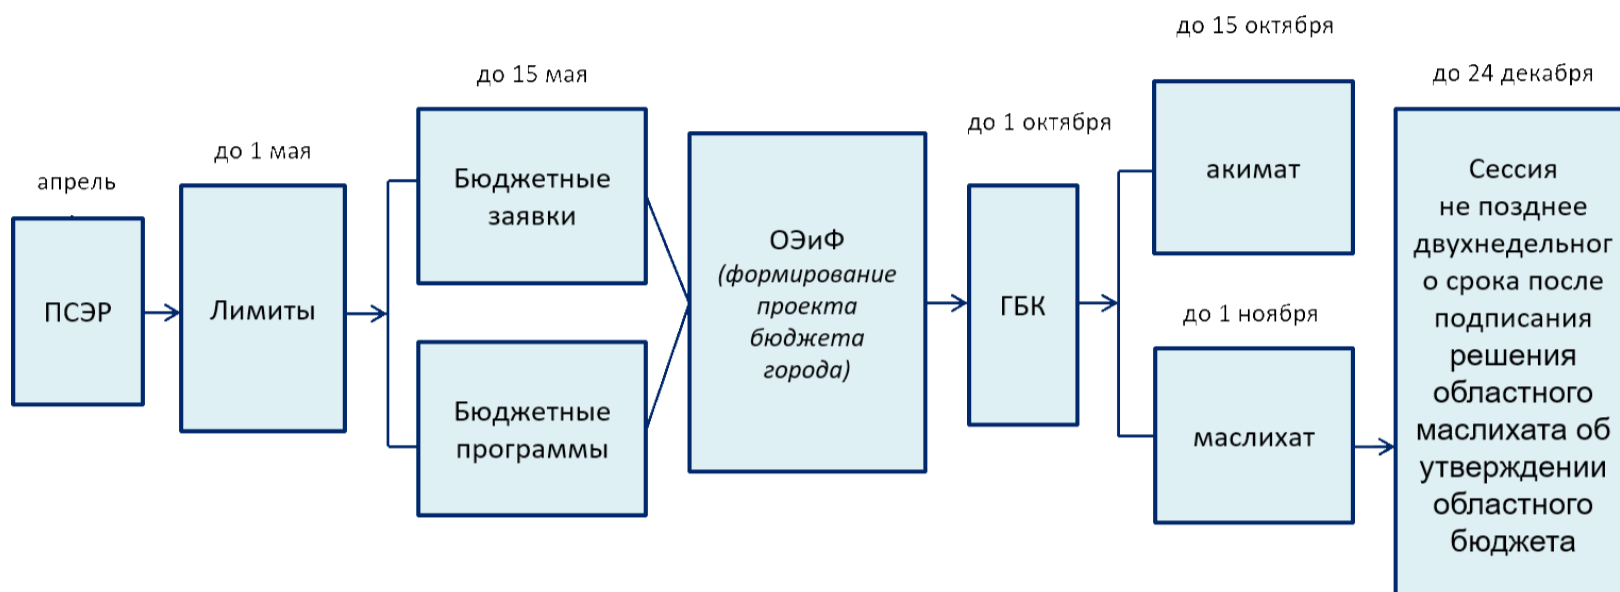 апрель
ПСЭР
до 1 мая
Лимиты
до 15 мая
Бюджетные
заявки
Бюджетные
программы
ОЭиФ
(формирование
проекта
бюджета
города)
до 1 октября
ГБК
до 15 октября
акимат
до 1 ноября
маслихат
до 24 декабря
Сессия
не позднее
двухнедельног
о срока после
подписания
решения
областного
маслихата об
утверждении
областного
бюджета